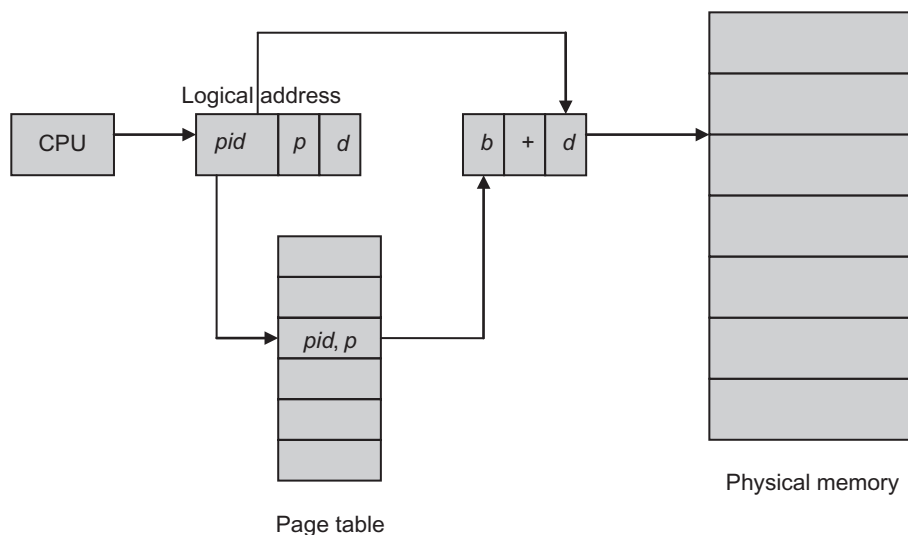 Logical address
CPU
pid p d
b + d
pid, p
Physical memory
Page table